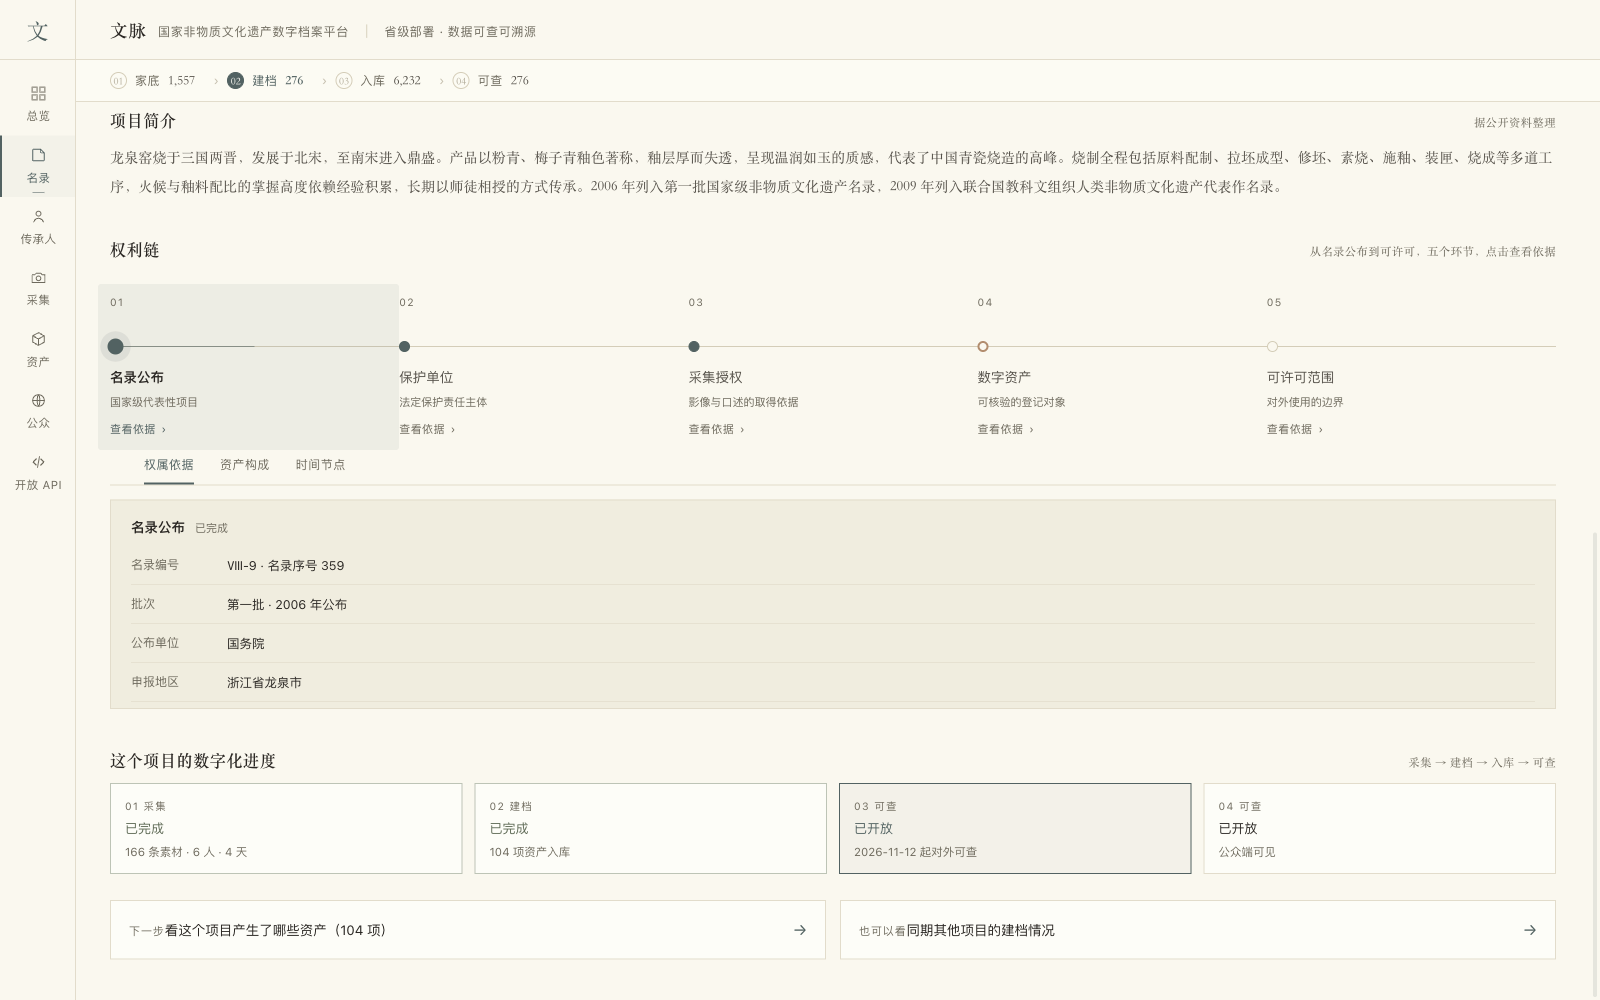 文
文脉 国家非物质文化遗产数字档案平台 省级部署 · 数据可查可溯源
01 家底 1,557 › 02 建档 276 › 03 入库 6,232 › 04 可查 276
总览
名录
传承人
采集
资产
公众
开放 API
项目简介 据公开资料整理
龙泉窑烧于三国两晋，发展于北宋，至南宋进入鼎盛。产品以粉青、梅子青釉色著称，釉层厚而失透，呈现温润如玉的质感，代表了中国青瓷烧造的高峰。烧制全程包括原料配制、拉坯成型、修坯、素烧、施釉、装匣、烧成等多道工
序，火候与釉料配比的掌握高度依赖经验积累，长期以师徒相授的方式传承。2006 年列入第一批国家级非物质文化遗产名录，2009 年列入联合国教科文组织人类非物质文化遗产代表作名录。
权利链 从名录公布到可许可，五个环节，点击查看依据
01 02 03 04 05
名录公布 保护单位 采集授权 数字资产 可许可范围
国家级代表性项目 法定保护责任主体 影像与口述的取得依据 可核验的登记对象 对外使用的边界
查看依据 › 查看依据 › 查看依据 › 查看依据 › 查看依据 ›
权属依据 资产构成 时间节点
名录公布 已完成
名录编号 VIII-9 · 名录序号 359
批次 第一批 · 2006 年公布
公布单位 国务院
申报地区 浙江省龙泉市
这个项目的数字化进度 采集 → 建档 → 入库 → 可查
01 采集 02 建档 03 可查 04 可查
已完成 已完成 已开放 已开放
166 条素材 · 6 人 · 4 天 104 项资产入库 2026-11-12 起对外可查 公众端可见
下一步看这个项目产生了哪些资产（104 项） →
也可以看同期其他项目的建档情况 →